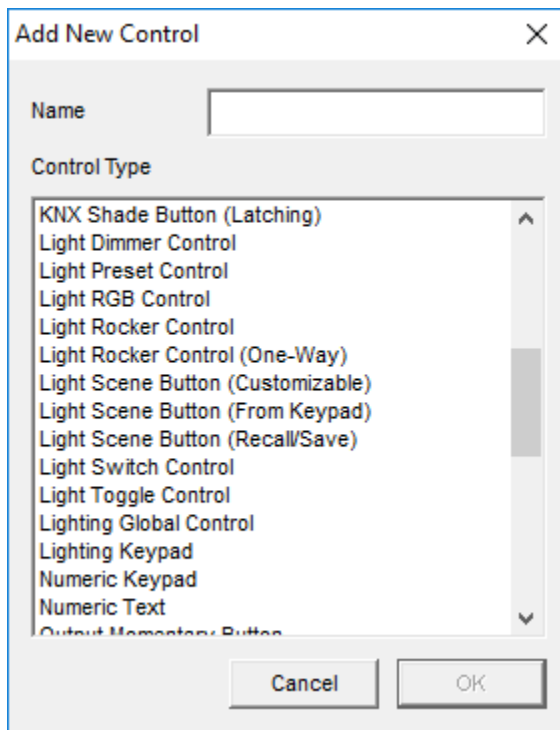 Add New Control
Name
Control Type
KNX Shade Button (Latching)
Light Dimmer Control
Light Preset Control
Light RGB Control
Light Rocker Control
Light Rocker Control (One-Way)
Light Scene Button (Customizable)
Light Scene Button (From Keypad)
Light Scene Button (Recall/Save)
Light Switch Control
Light Toggle Control
Lighting Global Control
Lighting Keypad
Numeric Keypad
Numeric Text
Output Momentary Button
Cancel
OK